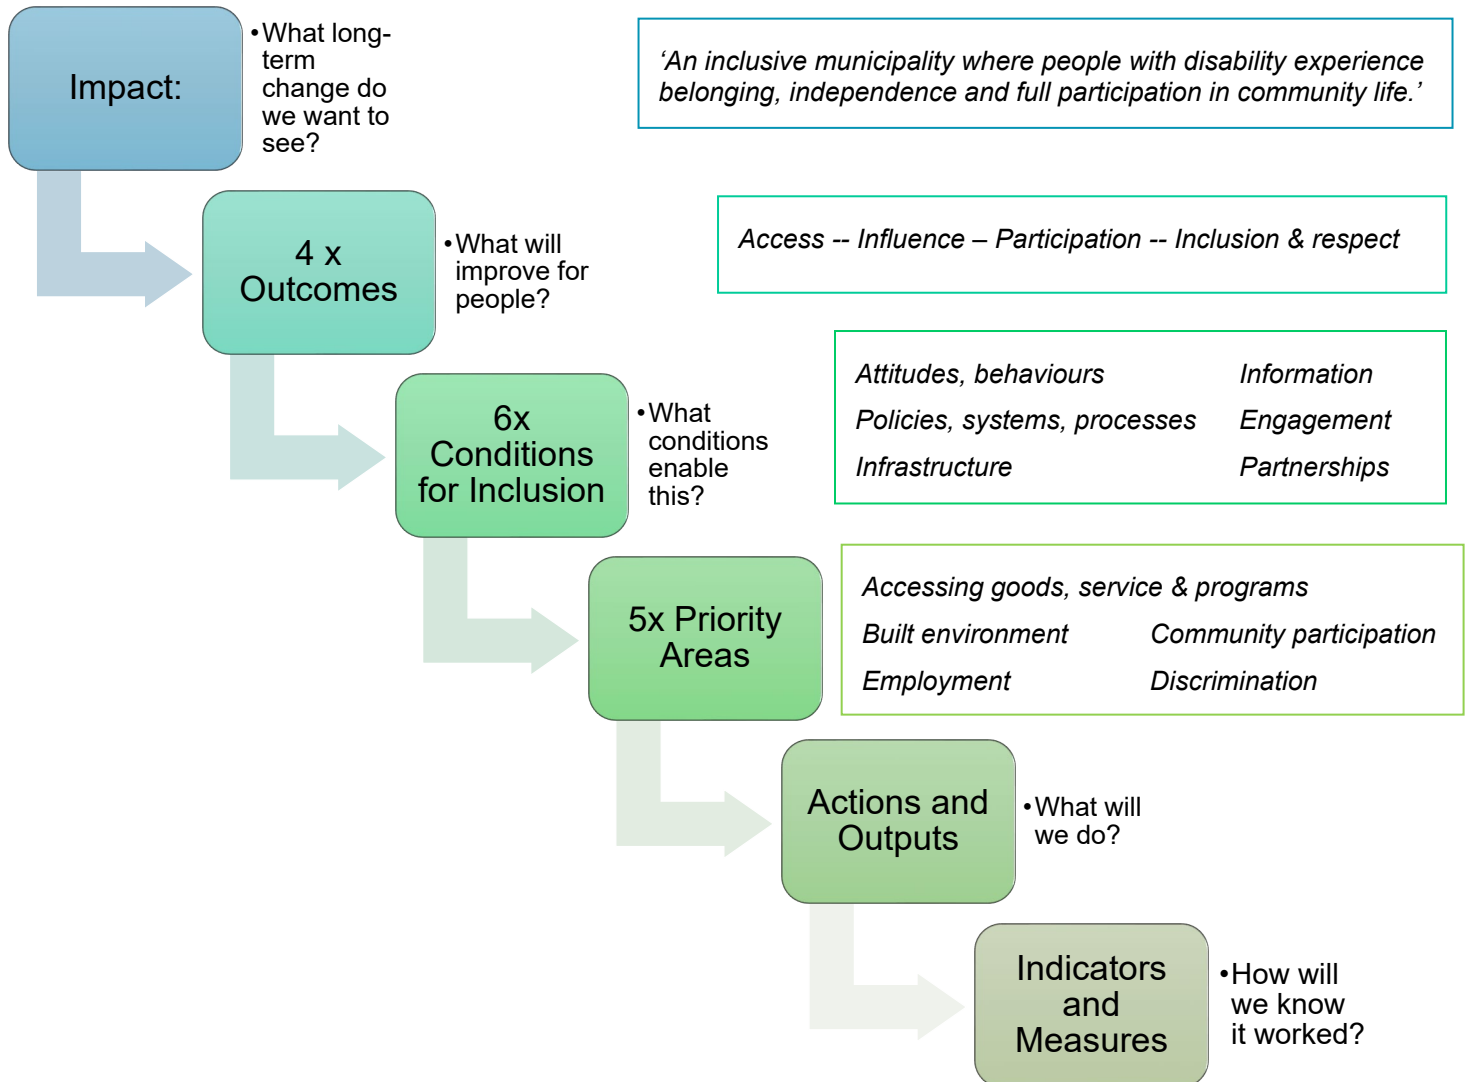 Impact:
•What long-
term
change do
we want to
see?
‘An inclusive municipality where people with disability experience
belonging, independence and full participation in community life.’
4 x
Outcomes
•What will
improve for
people?
Access -- Influence – Participation -- Inclusion & respect
6x
Conditions
for Inclusion
•What
conditions
enable
this?
Attitudes, behaviours Information
Policies, systems, processes Engagement
Infrastructure Partnerships
5x Priority
Areas
Accessing goods, service & programs
Built environment Community participation
Employment Discrimination
Actions and
Outputs
•What will
we do?
Indicators
and
Measures
•How will
we know
it worked?